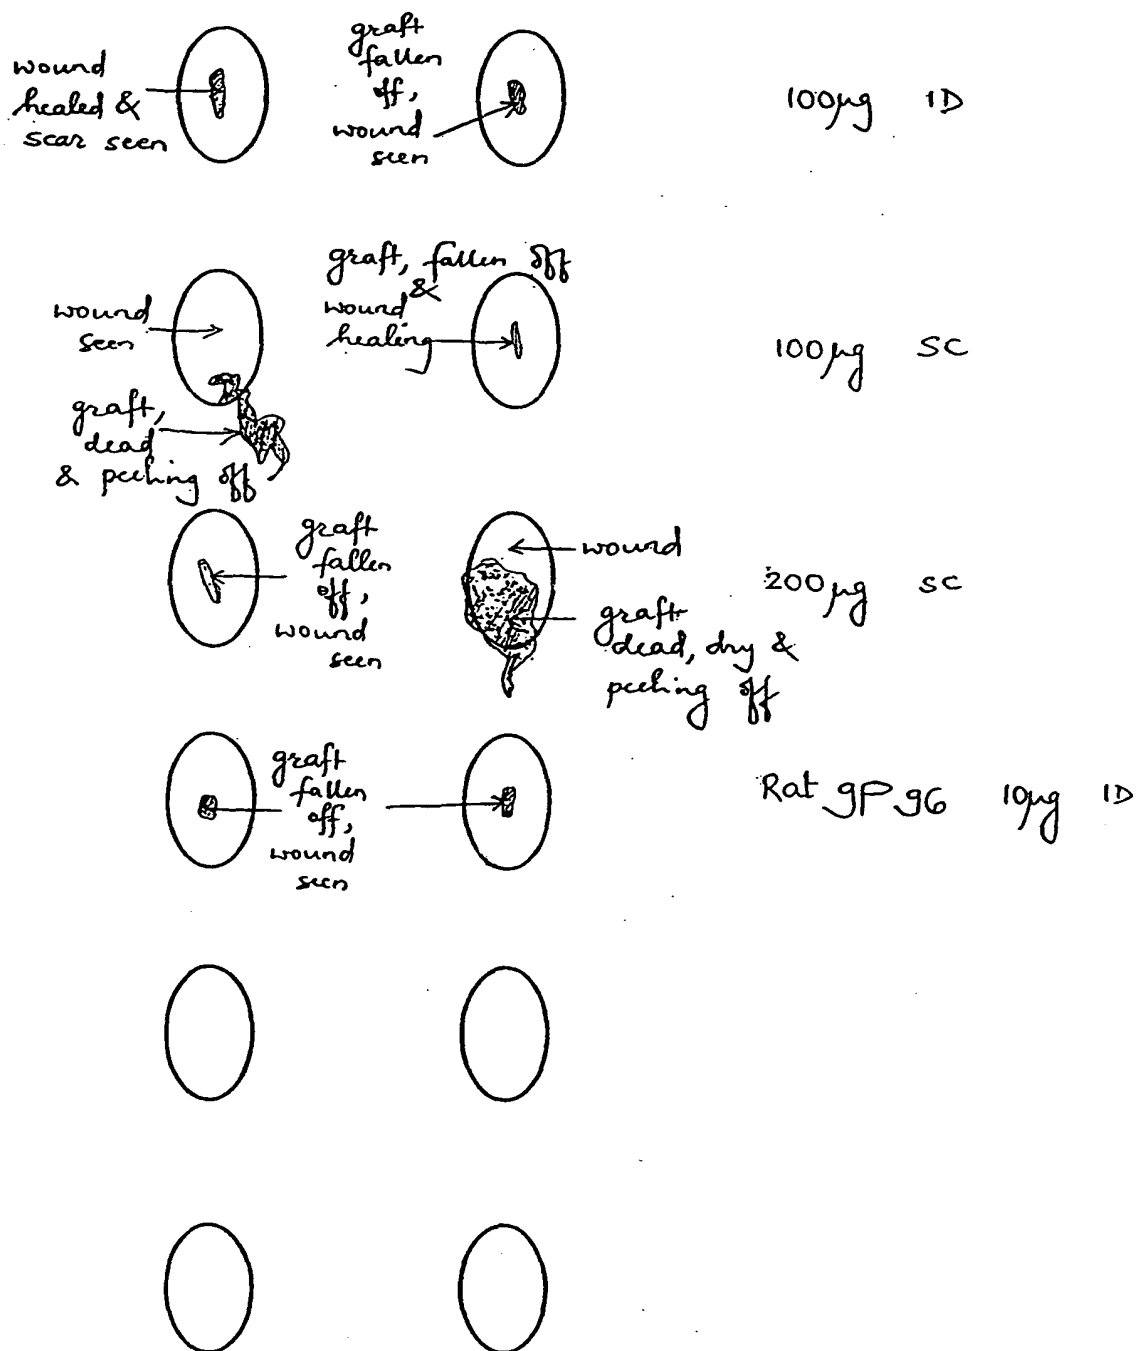 wound
healed &
scar seen
graft
fallen
off,
wound
seen
100µg ID
wound
seen
graft,
dead
& peeling off
graft, fallen off
&
wound
healing
100µg SC
graft
fallen
off,
wound
seen
wound
graft
dead, dry &
peeling off
200µg SC
graft
fallen
off,
wound
seen
Rat gp 96 10µg ID